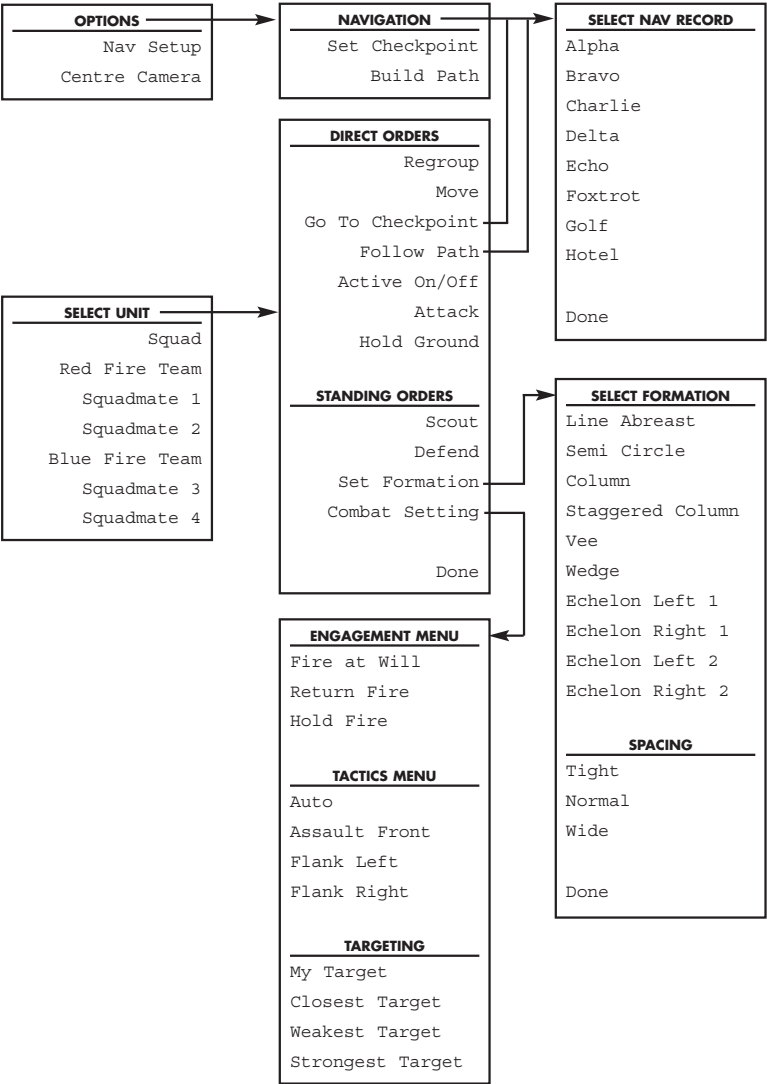 OPTIONS
Nav Setup
Centre Camera
NAVIGATION
Set Checkpoint
Build Path
SELECT NAV RECORD
Alpha
Bravo
Charlie
Delta
Echo
Foxtrot
Golf
Hotel
Done
DIRECT ORDERS
Regroup
Move
Go To Checkpoint
Follow Path
Active On/Off
Attack
Hold Ground
STANDING ORDERS
Scout
Defend
Set Formation
Combat Setting
Done
SELECT UNIT
Squad
Red Fire Team
Squadmate 1
Squadmate 2
Blue Fire Team
Squadmate 3
Squadmate 4
SELECT FORMATION
Line Abreast
Semi Circle
Column
Staggered Column
Vee
Wedge
Echelon Left 1
Echelon Right 1
Echelon Left 2
Echelon Right 2
SPACING
Tight
Normal
Wide
Done
ENGAGEMENT MENU
Fire at Will
Return Fire
Hold Fire
TACTICS MENU
Auto
Assault Front
Flank Left
Flank Right
TARGETING
My Target
Closest Target
Weakest Target
Strongest Target